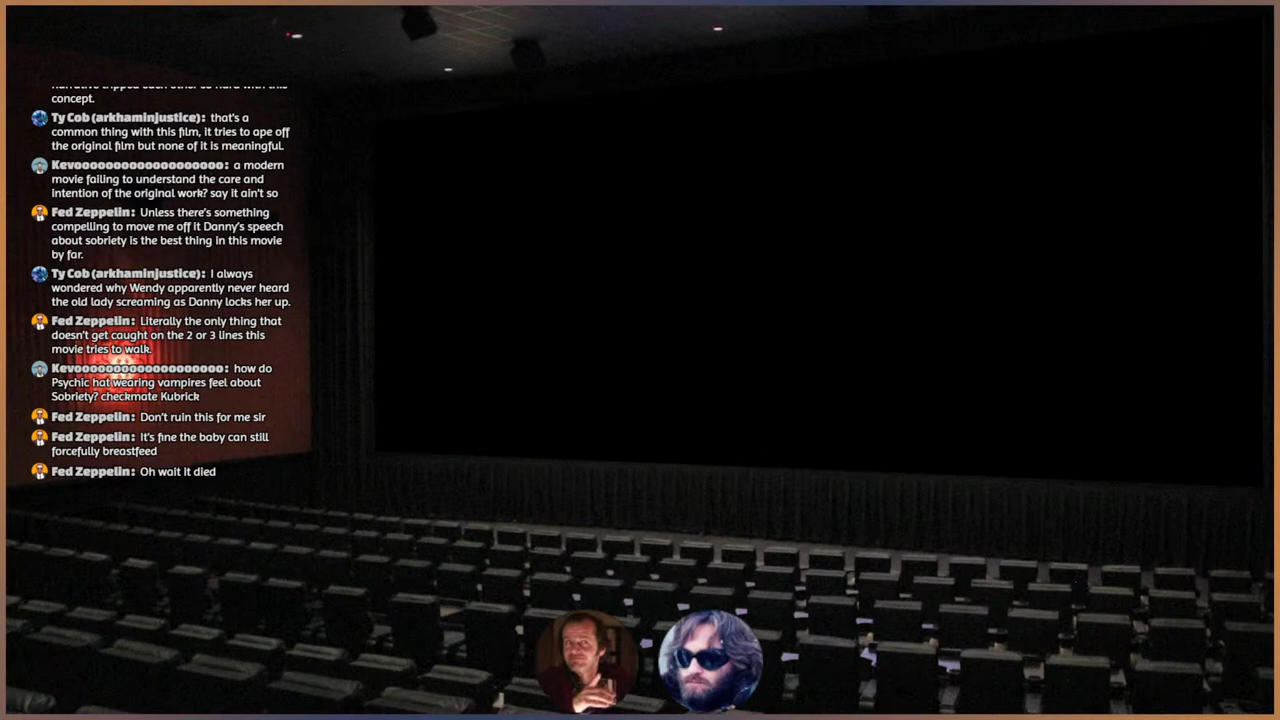 concept.
Ty Cob (arkhaminjustice): that's a
common thing with this film, it tries to ape off
the original film but none of it is meaningful.
Kevooooooooooooooooooo: a modern
movie failing to understand the care and
intention of the original work? say it ain't so
Fed Zeppelin: Unless there's something
compelling to move me off it Danny's speech
about sobriety is the best thing in this movie
by far.
Ty Cob (arkhaminjustice): I always
wondered why Wendy apparently never heard
the old lady screaming as Danny locks her up.
Fed Zeppelin: Literally the only thing that
doesn't get caught on the 2 or 3 lines this
movie tries to walk.
Kevooooooooooooooooooo: how do
Psychic hat wearing vampires feel about
Sobriety? checkmate Kubrick
Fed Zeppelin: Don't ruin this for me sir
Fed Zeppelin: It's fine the baby can still
forcefully breastfeed
Fed Zeppelin: Oh wait it died